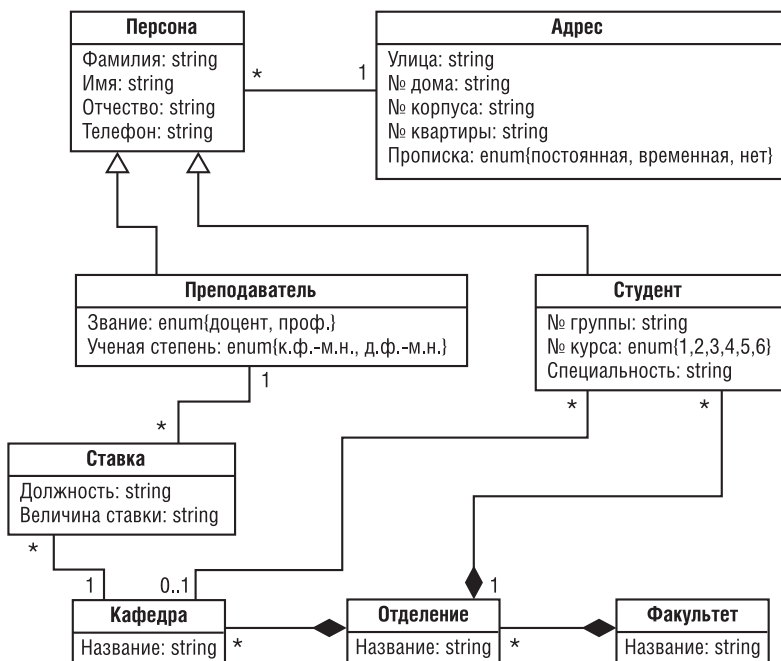 Персона
Фамилия: string
Имя: string
Отчество: string
Телефон: string
*
1
Адрес
Улица: string
№ дома: string
№ корпуса: string
№ квартиры: string
Прописка: enum{постоянная, временная, нет}
Преподаватель
Звание: enum{доцент, проф.}
Ученая степень: enum{к.ф.-м.н., д.ф.-м.н.}
Студент
№ группы: string
№ курса: enum{1,2,3,4,5,6}
Специальность: string
1
*
*
*
Ставка
Должность: string
Величина ставки: string
*
1
0..1
1
Кафедра
Название: string
*
Отделение
Название: string
*
Факультет
Название: string